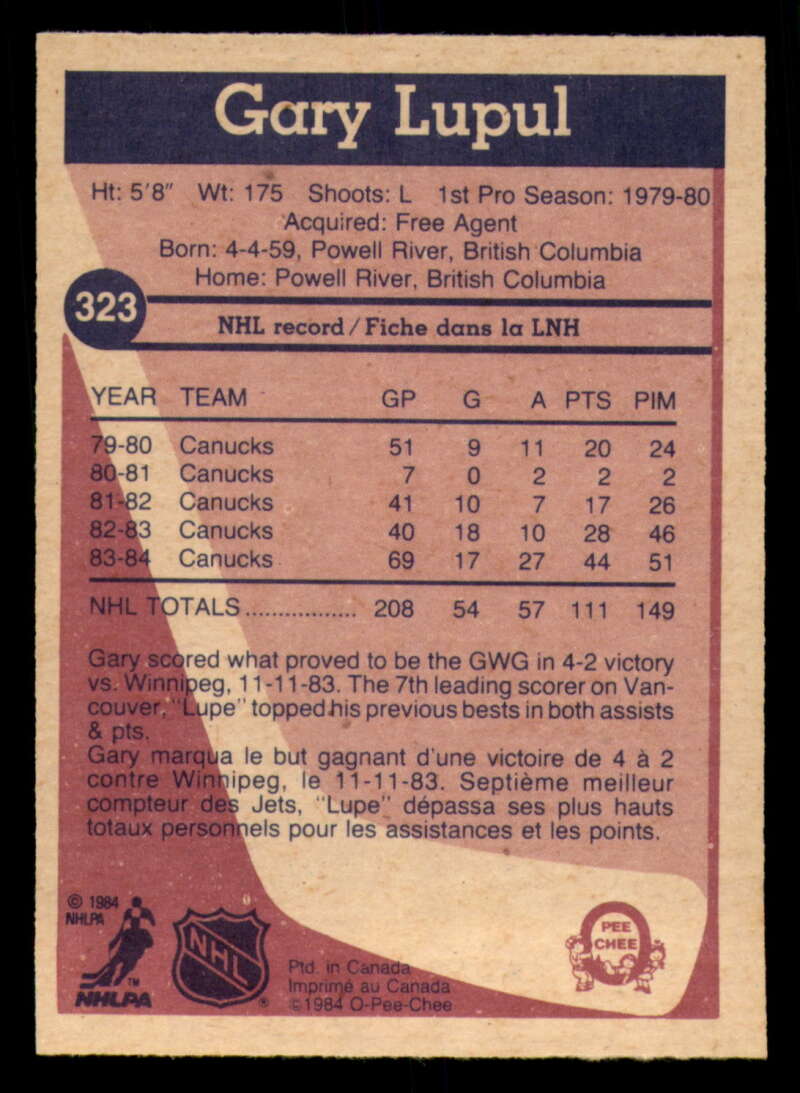 Gary Lupul
Ht: 5'8" Wt: 175 Shoots: L 1st Pro Season: 1979-80
Acquired: Free Agent
Born: 4-4-59, Powell River, British Columbia
Home: Powell River, British Columbia
323
NHL record/Fiche dans la LNH
YEAR TEAM GP G A PTS PIM
79-80 Canucks 51 9 11 20 24
80-81 Canucks 7 0 2 2 2
81-82 Canucks 41 10 7 17 26
82-83 Canucks 40 18 10 28 46
83-84 Canucks 69 17 27 44 51
NHL TOTALS................. 208 54 57 111 149
Gary scored what proved to be the GWG in 4-2 victory
vs. Winnipeg, 11-11-83. The 7th leading scorer on Van-
couver, "Lupe" topped his previous bests in both assists
& pts.
Gary marqua le but gagnant d'une victoire de 4 à 2
contre Winnipeg, le 11-11-83. Septième meilleur
compteur des Jets, "Lupe" dépassa ses plus hauts
totaux personnels pour les assistances et les points.
© 1984
NHLPA
TM
NHLPA
NHL
®
Ptd. in Canada
Imprimé au Canada
©1984 O-Pee-Chee
O
PEE
CHEE